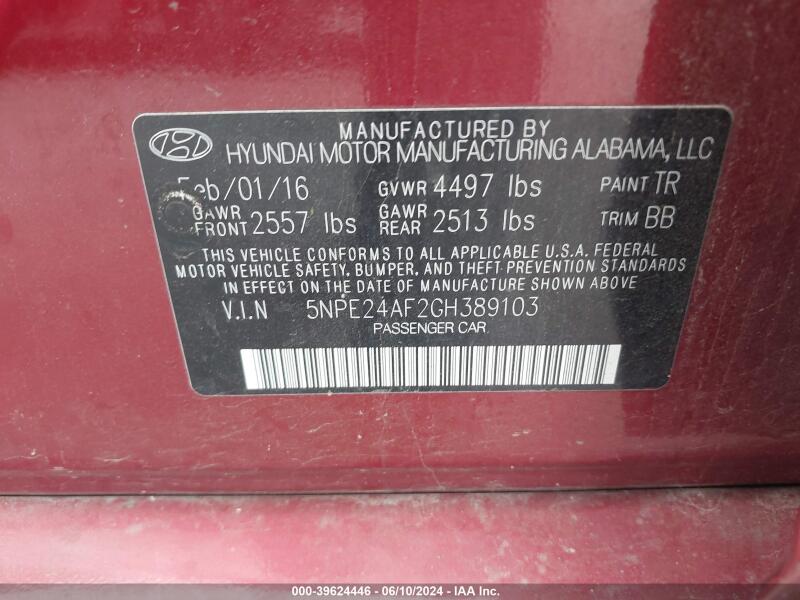 MANUFACTURED BY
HYUNDAI MOTOR MANUFACTURING ALABAMA, LLC
Feb/01/16 GVWR 4497 lbs PAINT TR
GAWR FRONT 2557 lbs GAWR REAR 2513 lbs TRIM BB
THIS VEHICLE CONFORMS TO ALL APPLICABLE U.S.A. FEDERAL
MOTOR VEHICLE SAFETY, BUMPER, AND THEFT PREVENTION STANDARDS
IN EFFECT ON THE DATE OF MANUFACTURE SHOWN ABOVE
V.I.N 5NPE24AF2GH389103
PASSENGER CAR
000-39624446 - 06/10/2024 - IAA Inc.